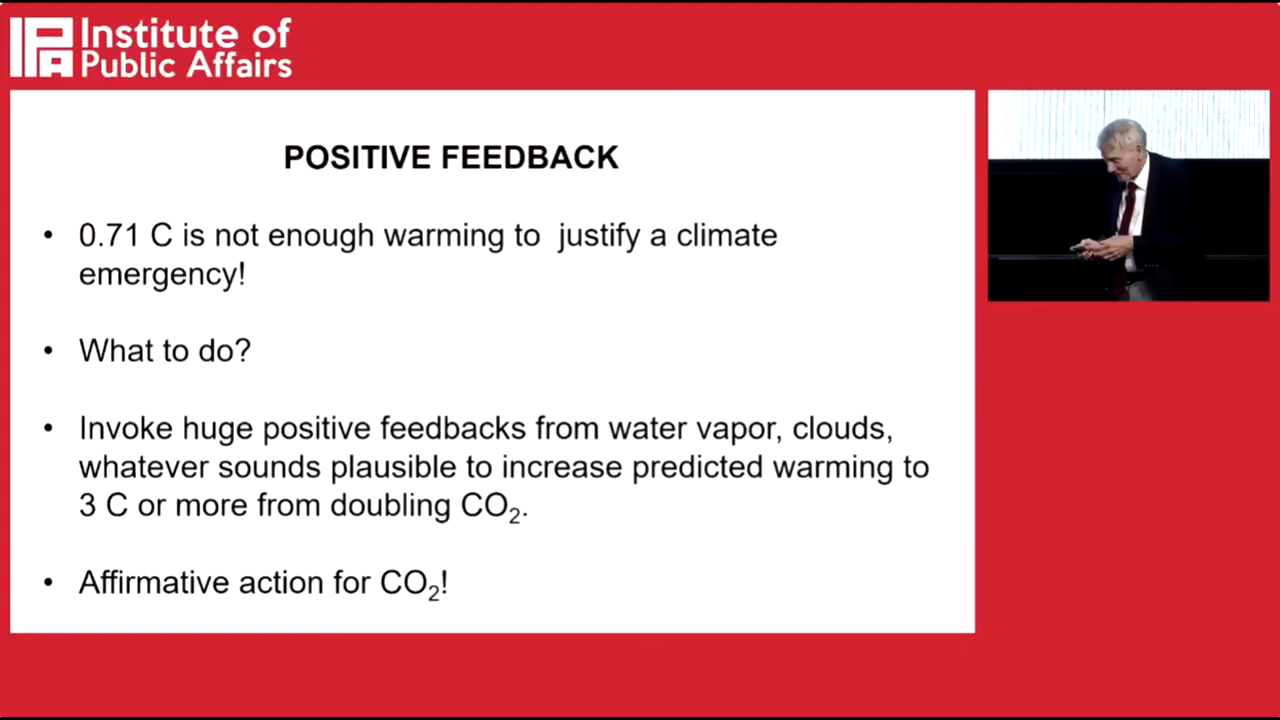 IPA
Institute of
Public Affairs
POSITIVE FEEDBACK
• 0.71 C is not enough warming to  justify a climate
emergency!
• What to do?
• Invoke huge positive feedbacks from water vapor, clouds,
whatever sounds plausible to increase predicted warming to
3 C or more from doubling CO₂.
• Affirmative action for CO₂!